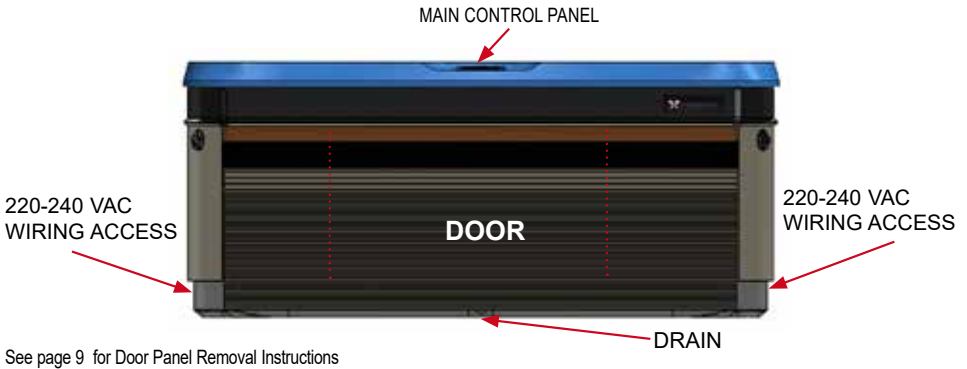 MAIN CONTROL PANEL
220-240 VAC
WIRING ACCESS
DOOR
220-240 VAC
WIRING ACCESS
DRAIN
See page 9 for Door Panel Removal Instructions